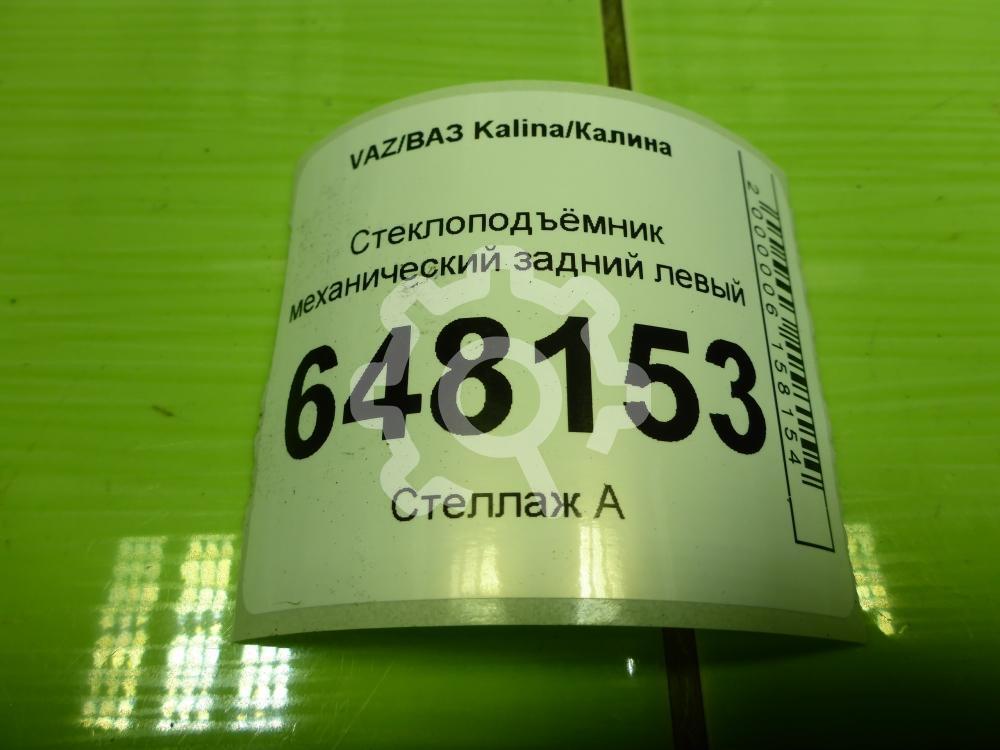 VAZ/ВАЗ Kalina/Калина
Стеклоподъёмник
механический задний левый
648153
Стеллаж А
2000006158154